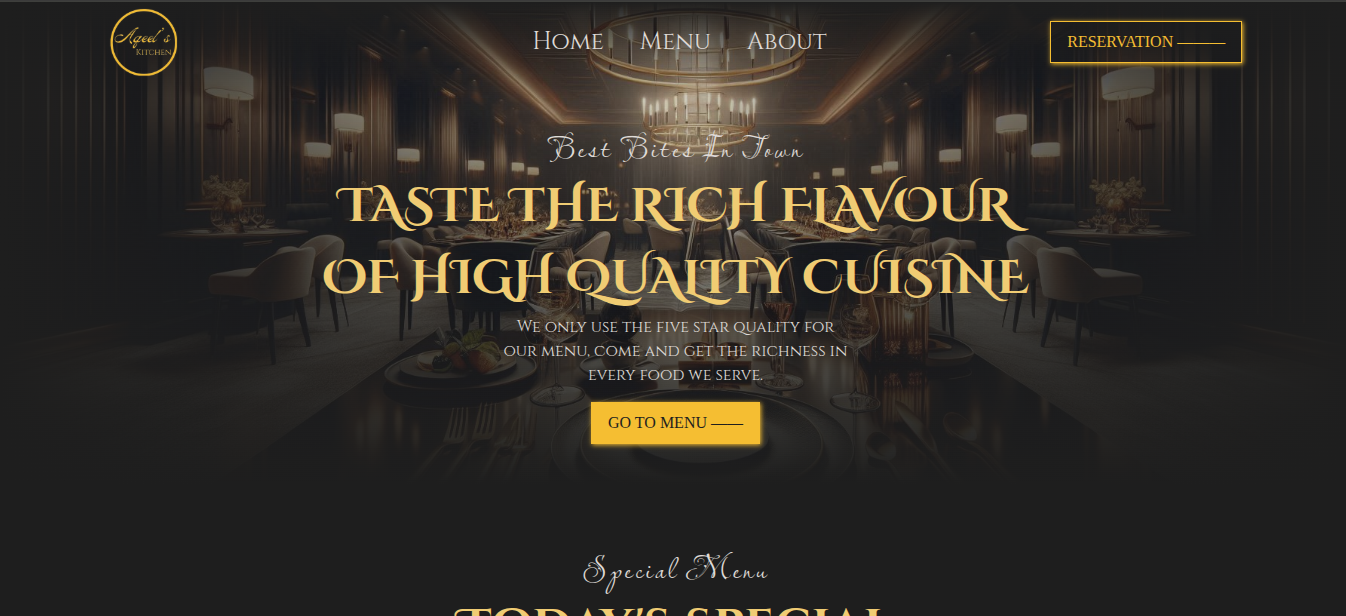 Aqeel's
KITCHEN
Home Menu About
RESERVATION
Best Bites In Town
TASTE THE RICH FLAVOUR
OF HIGH QUALITY CUISINE
We only use the five star quality for
our menu, come and get the richness in
every food we serve.
GO TO MENU
Special Menu
TODAY'S SPECIAL